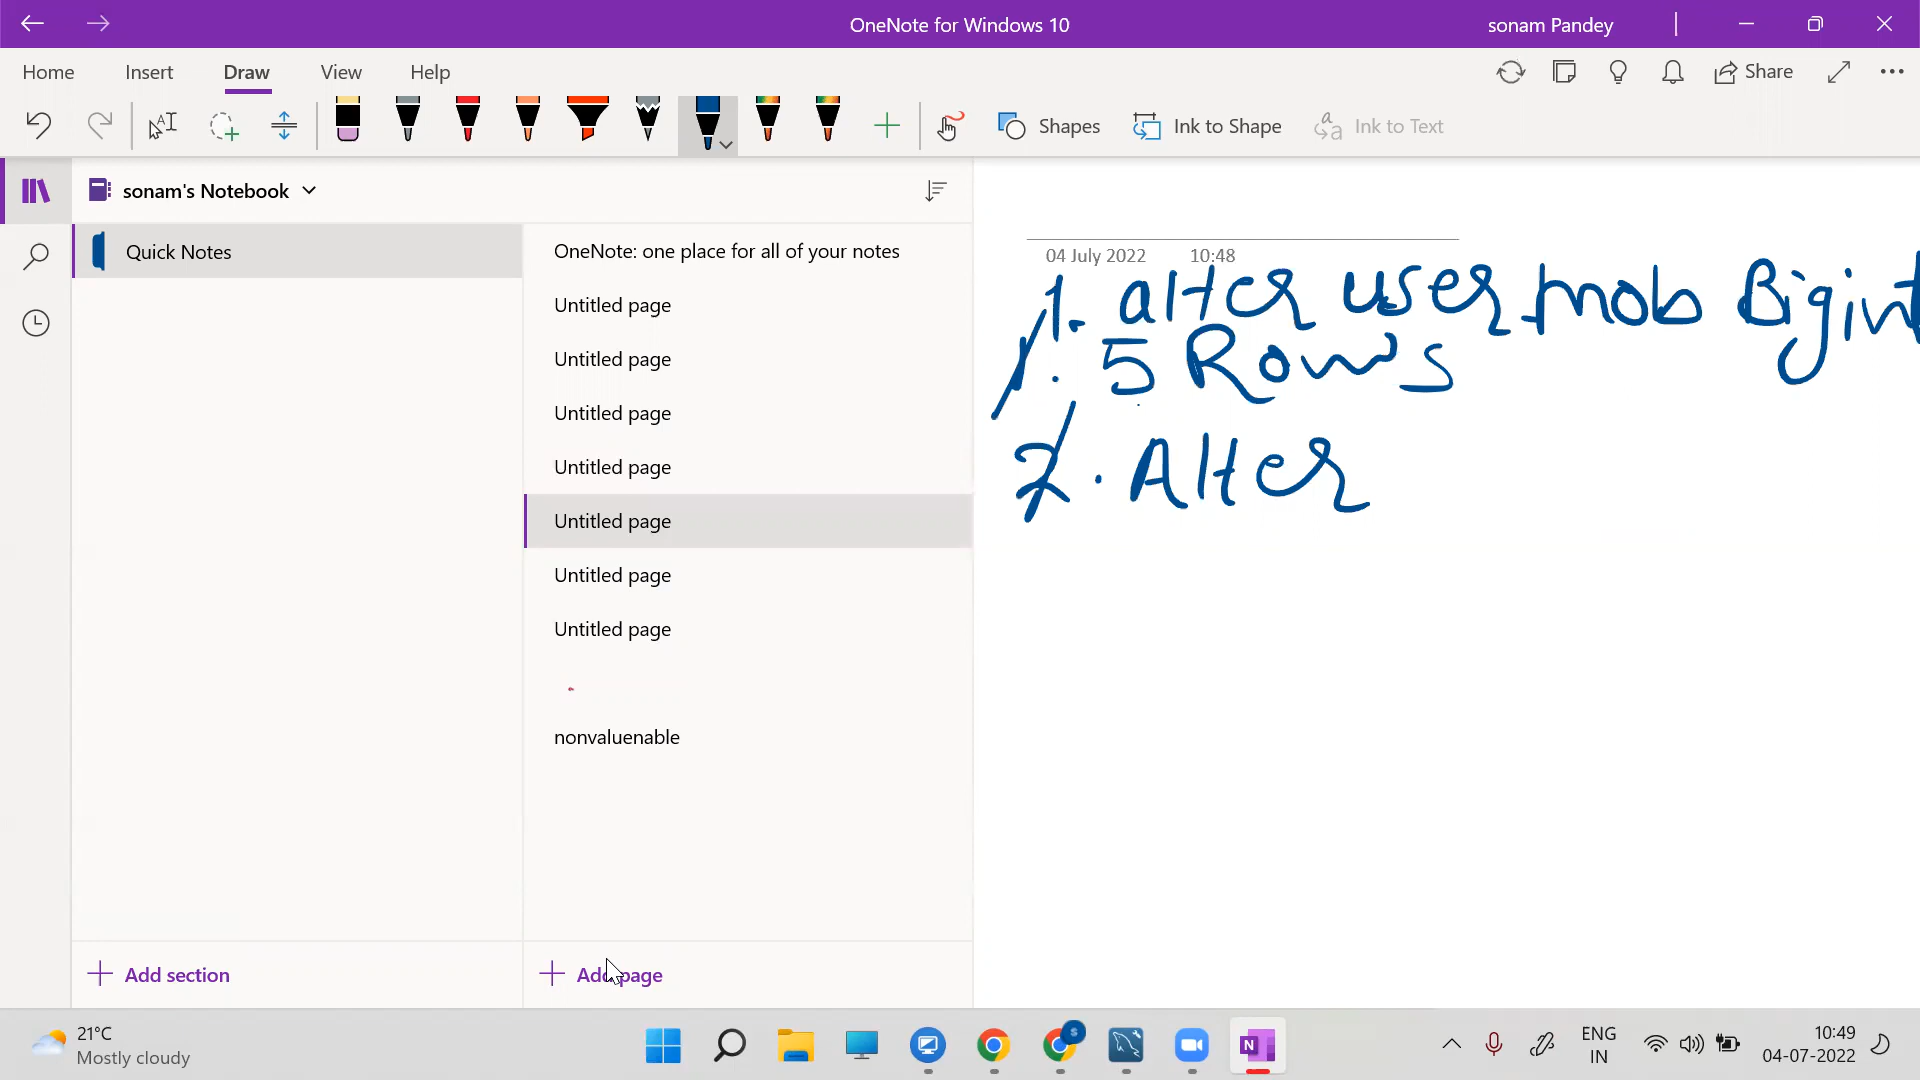 OneNote for Windows 10
sonam Pandey
Home Insert Draw View Help
Share
Shapes
Ink to Shape
Ink to Text
sonam's Notebook
Quick Notes
OneNote: one place for all of your notes
Untitled page
Untitled page
Untitled page
Untitled page
Untitled page
Untitled page
Untitled page
nonvaluenable
Add section
Add page
04 July 2022 10:48
1. alter user_mob Bigint
1. 5 Rows
2. Alter
21°C
Mostly cloudy
ENG
IN
10:49
04-07-2022